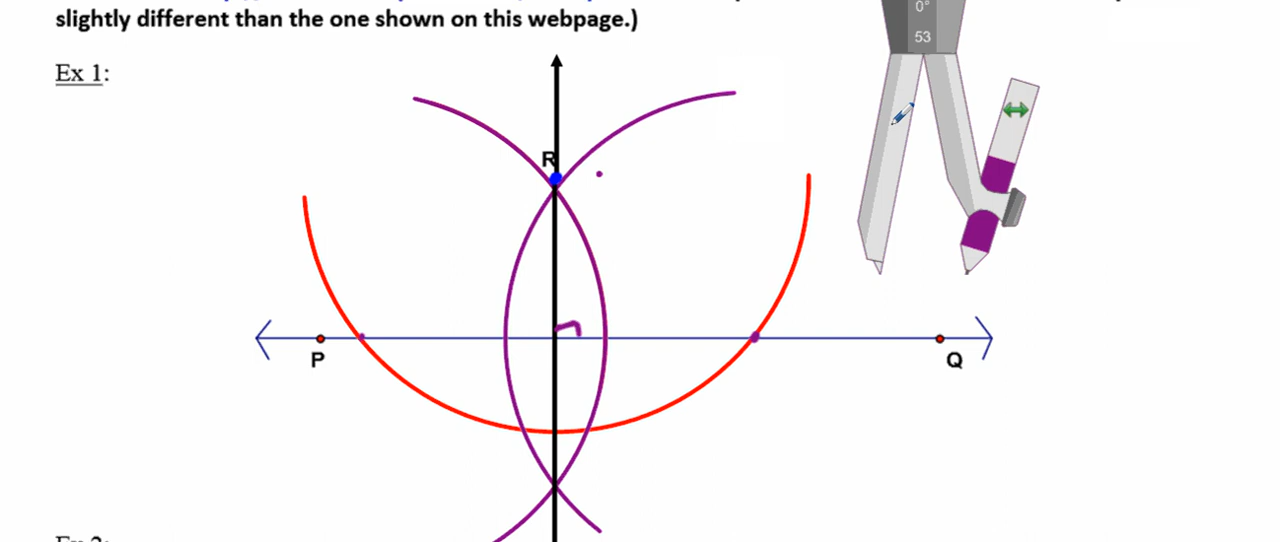 slightly different than the one shown on this webpage.)
0°
53
Ex 1:
R
P
Q